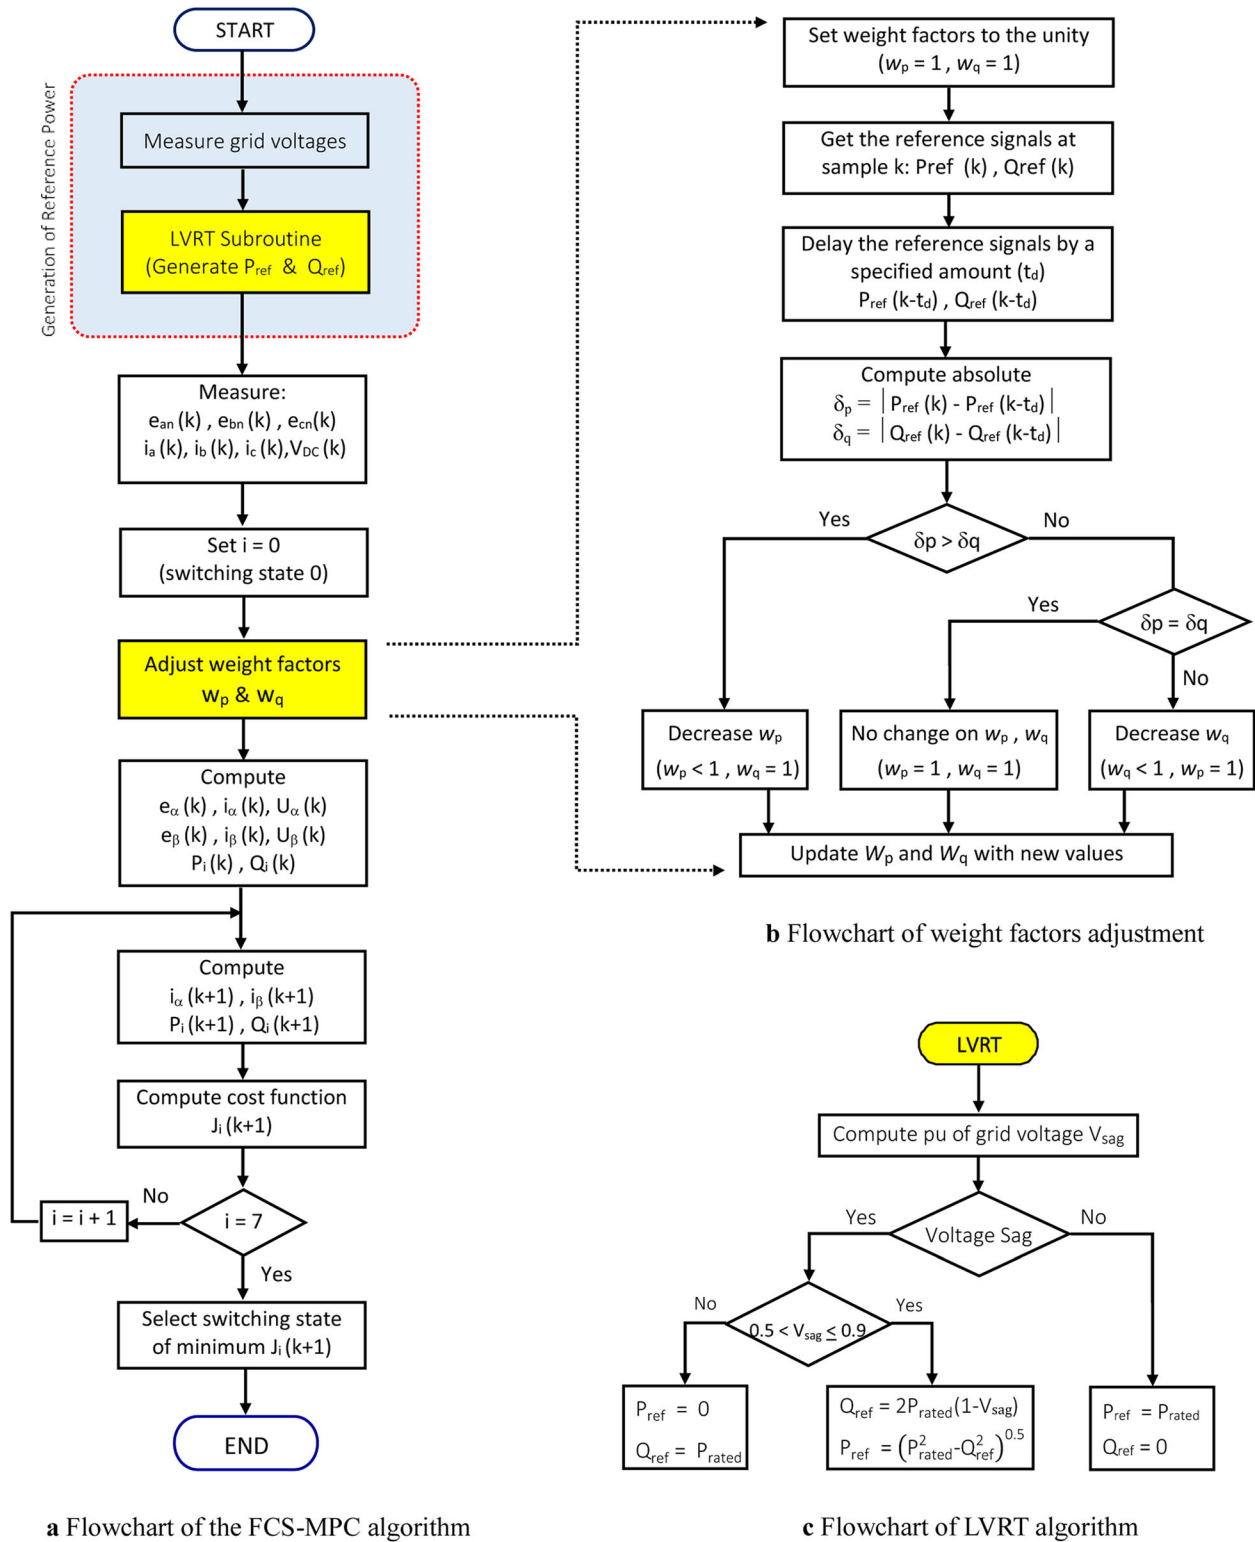 START
Generation of Reference Power
Measure grid voltages
LVRT Subroutine
(Generate Pref & Qref)
Measure:
ean (k) , ebn (k) , ecn(k)
ia (k), ib (k), ic (k),VDC (k)
Set i = 0
(switching state 0)
Adjust weight factors
wp & wq
Compute
eα (k) , iα (k), Uα (k)
eβ (k) , iβ (k), Uβ (k)
Pi (k) , Qi (k)
Compute
iα (k+1) , iβ (k+1)
Pi (k+1) , Qi (k+1)
Compute cost function
Ji (k+1)
i = 7
No
i = i + 1
Yes
Select switching state
of minimum Ji (k+1)
END
a Flowchart of the FCS-MPC algorithm
Set weight factors to the unity
(wp = 1 , wq = 1)
Get the reference signals at
sample k: Pref (k) , Qref (k)
Delay the reference signals by a
specified amount (td)
Pref (k-td) , Qref (k-td)
Compute absolute
δp = | Pref (k) - Pref (k-td) |
δq = | Qref (k) - Qref (k-td) |
Yes
No
δp > δq
Yes
δp = δq
No
Decrease wp
(wp < 1 , wq = 1)
No change on wp , wq
(wp = 1 , wq = 1)
Decrease wq
(wq < 1 , wp = 1)
Update Wp and Wq with new values
b Flowchart of weight factors adjustment
LVRT
Compute pu of grid voltage Vsag
Yes
No
Voltage Sag
No
Yes
0.5 < Vsag ≤ 0.9
Pref = 0
Qref = Prated
Qref = 2Prated(1-Vsag)
Pref = (P²rated-Q²ref)^0.5
Pref = Prated
Qref = 0
c Flowchart of LVRT algorithm